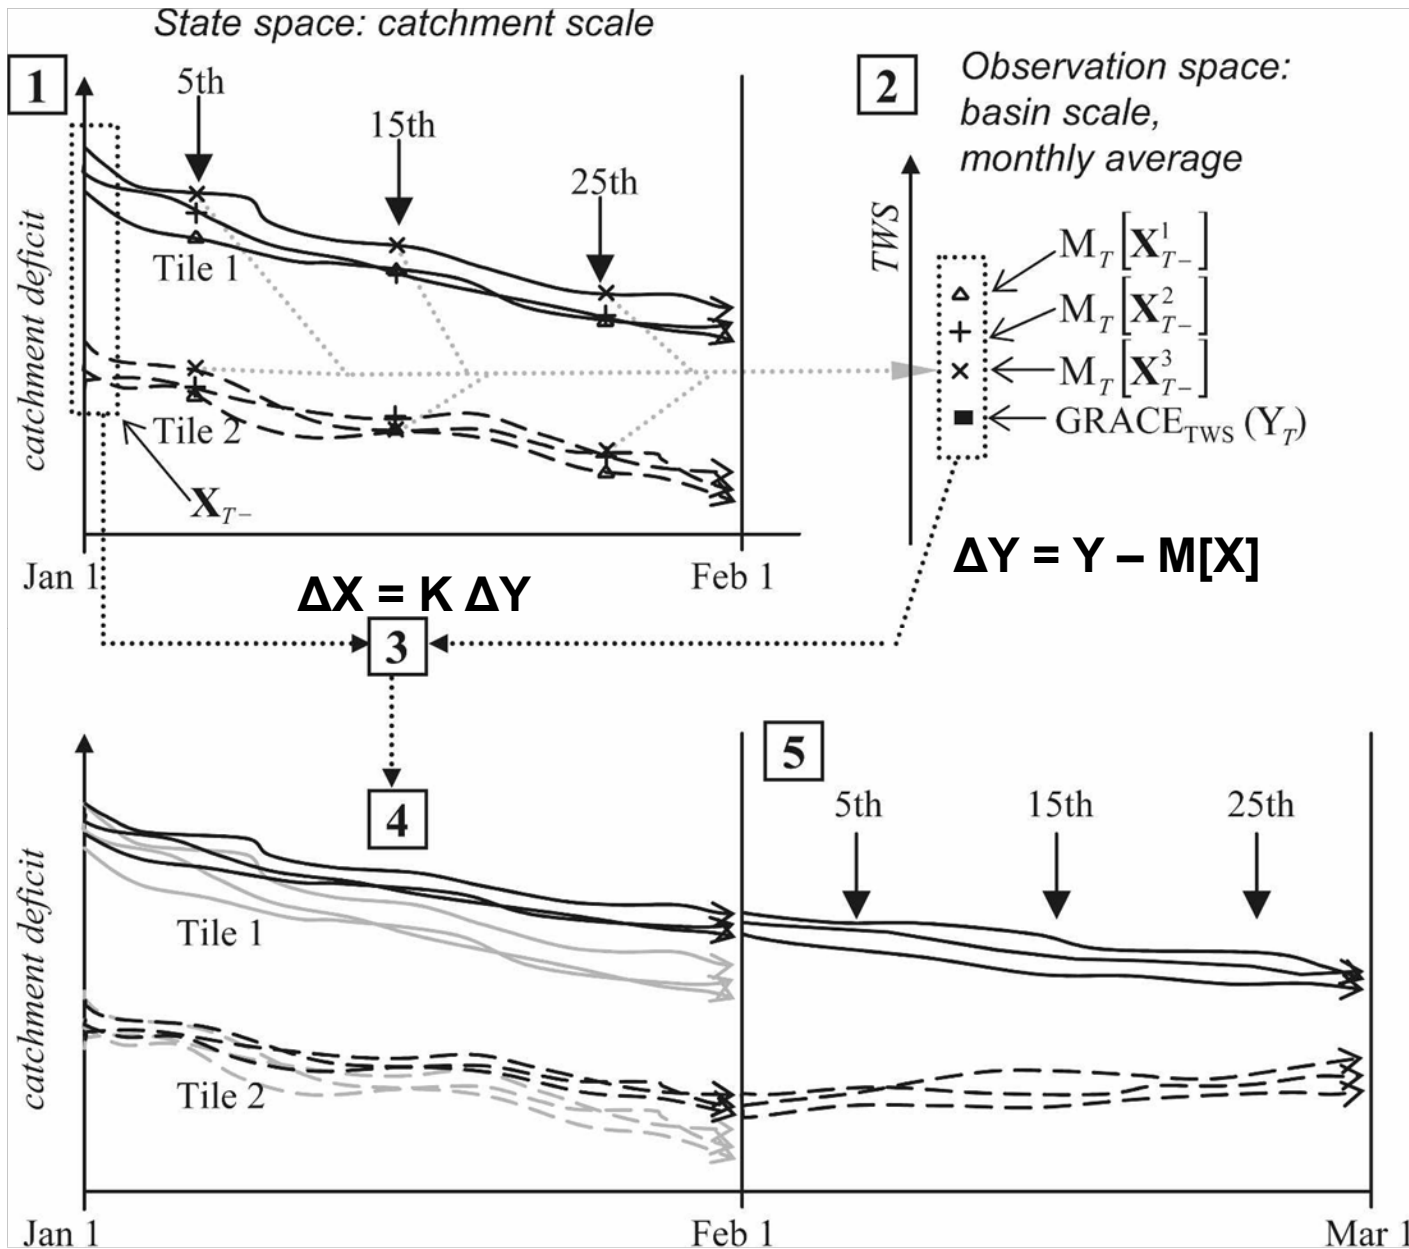 State space: catchment scale
1
5th
15th
25th
catchment deficit
Tile 1
Tile 2
X_{T−}
Jan 1
Feb 1
2
Observation space:
basin scale,
monthly average
TWS
M_T[X^1_{T−}]
M_T[X^2_{T−}]
M_T[X^3_{T−}]
GRACE_{TWS} (Y_T)
ΔY = Y – M[X]
ΔX = K ΔY
3
4
catchment deficit
Tile 1
Tile 2
5
5th
15th
25th
Jan 1
Feb 1
Mar 1